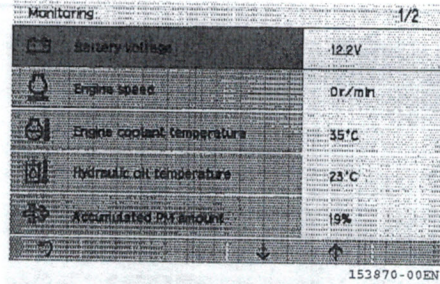 Monitoring 1/2
Battery voltage 12.2V
Engine speed 0r/min
Engine coolant temperature 35°C
Hydraulic oil temperature 23°C
Accumulated PM amount 19%
153870-00EN